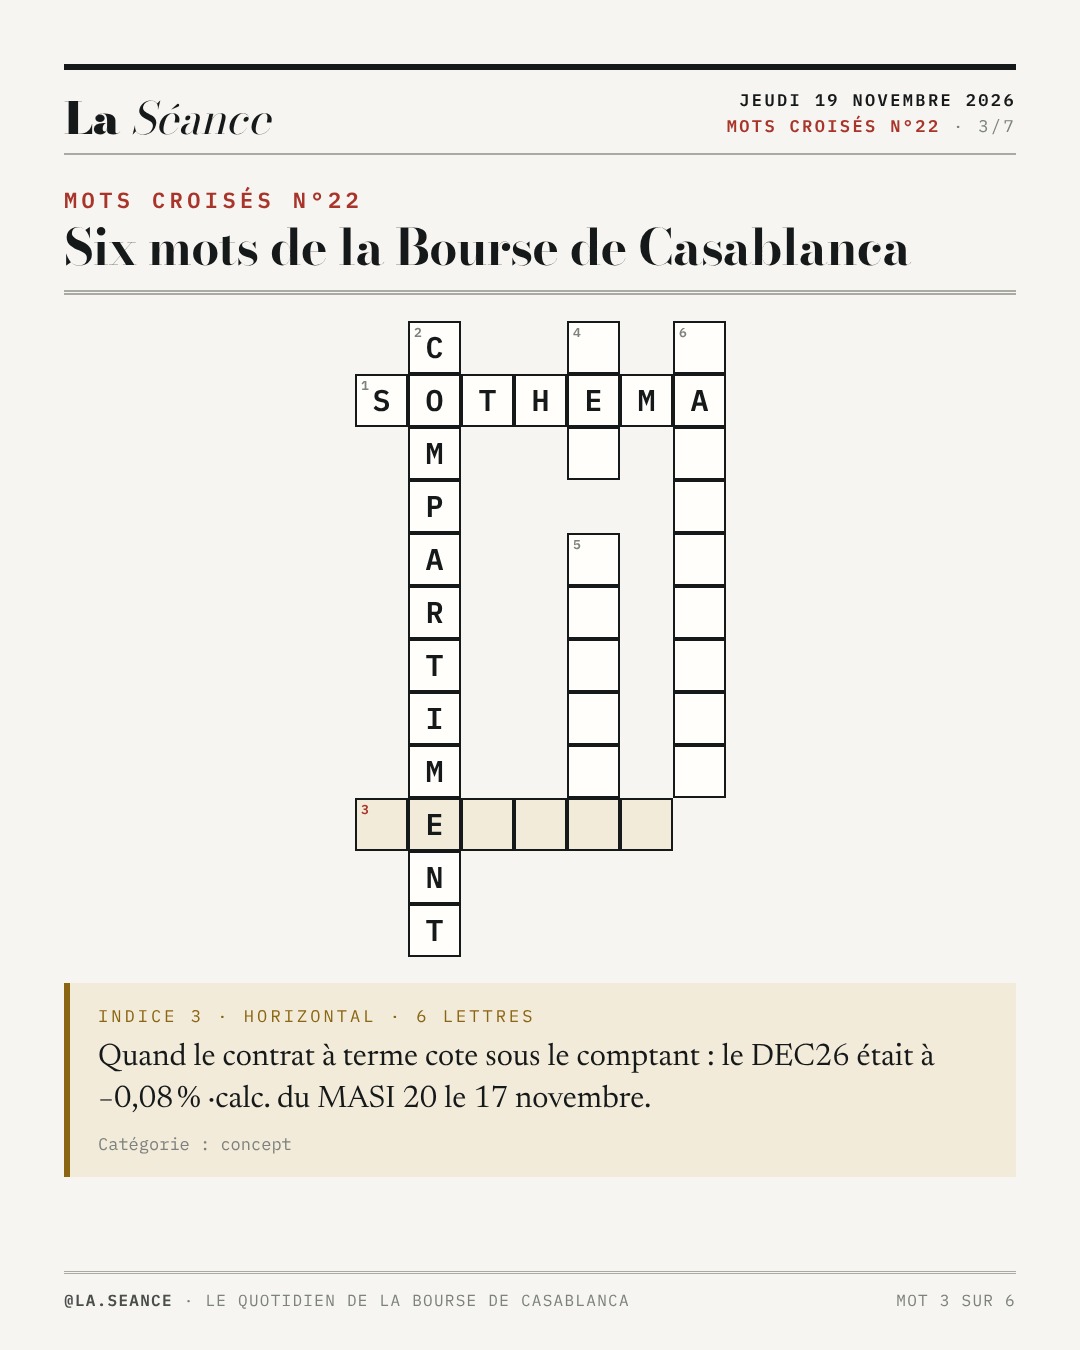 La Séance
JEUDI 19 NOVEMBRE 2026
MOTS CROISÉS N°22 · 3/7
MOTS CROISÉS N°22
Six mots de la Bourse de Casablanca
2 C 4 6
1 S O T H E M A
M
P
A 5
R
T
I
M
3 E
N
T
INDICE 3 · HORIZONTAL · 6 LETTRES
Quand le contrat à terme cote sous le comptant : le DEC26 était à
−0,08 % ·calc. du MASI 20 le 17 novembre.
Catégorie : concept
@LA.SEANCE · LE QUOTIDIEN DE LA BOURSE DE CASABLANCA
MOT 3 SUR 6